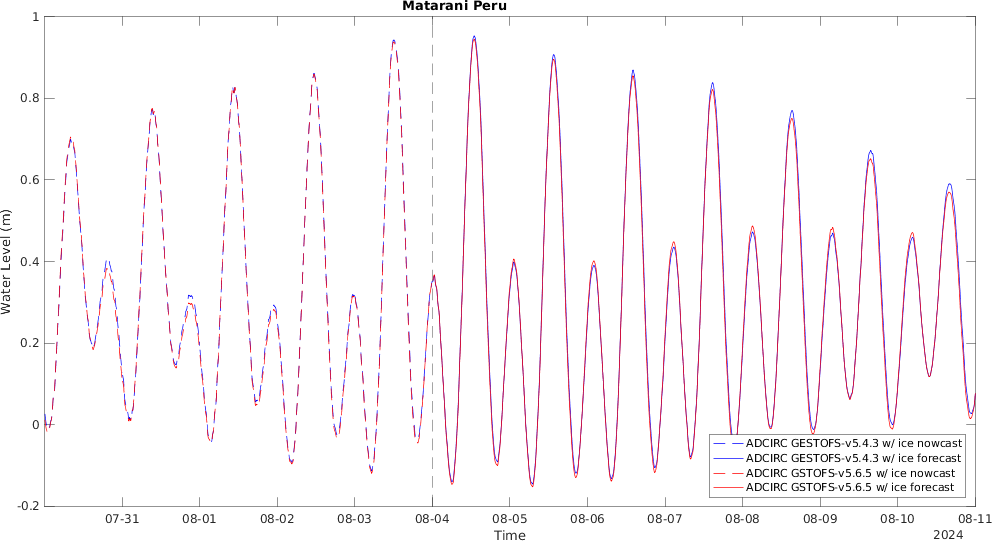 Matarani Peru
1
0.8
0.6
0.4
0.2
0
-0.2
Water Level (m)
07-31 08-01 08-02 08-03 08-04 08-05 08-06 08-07 08-08 08-09 08-10 08-11
Time
2024
ADCIRC GESTOFS-v5.4.3 w/ ice nowcast
ADCIRC GESTOFS-v5.4.3 w/ ice forecast
ADCIRC GSTOFS-v5.6.5 w/ ice nowcast
ADCIRC GSTOFS-v5.6.5 w/ ice forecast